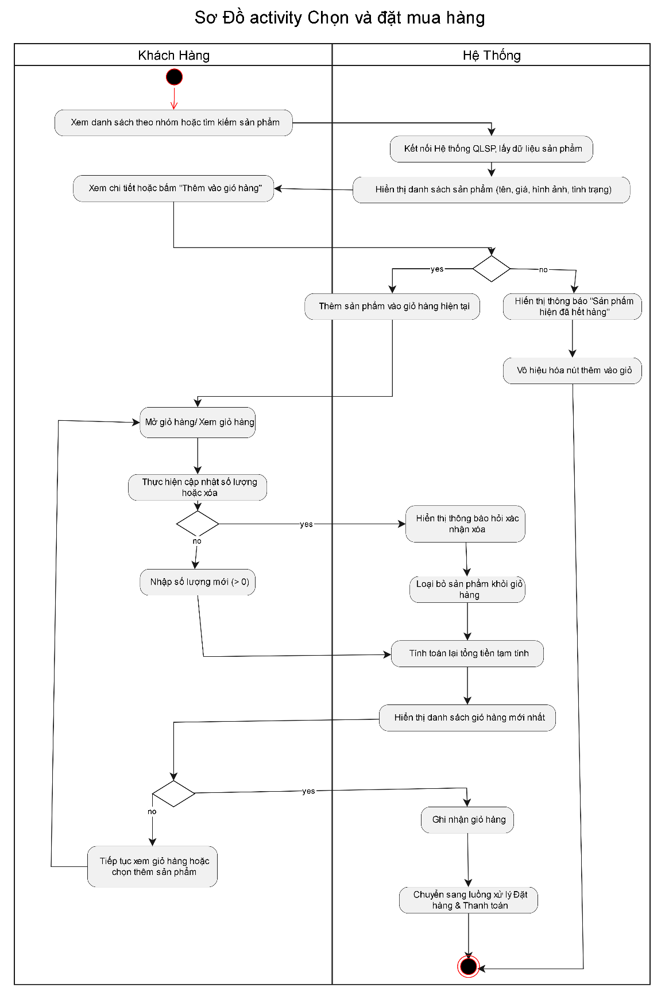 Sơ Đồ activity Chọn và đặt mua hàng
Khách Hàng
Hệ Thống
Xem danh sách theo nhóm hoặc tìm kiếm sản phẩm
Kết nối Hệ thống QLSP, lấy dữ liệu sản phẩm
Xem chi tiết hoặc bấm "Thêm vào giỏ hàng"
Hiển thị danh sách sản phẩm (tên, giá, hình ảnh, tình trạng)
yes
no
Thêm sản phẩm vào giỏ hàng hiện tại
Hiển thị thông báo "Sản phẩm
hiện đã hết hàng"
Vô hiệu hóa nút thêm vào giỏ
Mở giỏ hàng/ Xem giỏ hàng
Thực hiện cập nhật số lượng
hoặc xóa
yes
no
Hiển thị thông báo hỏi xác
nhận xóa
Nhập số lượng mới (> 0)
Loại bỏ sản phẩm khỏi giỏ
hàng
Tính toán lại tổng tiền tạm tính
Hiển thị danh sách giỏ hàng mới nhất
yes
no
Ghi nhận giỏ hàng
Tiếp tục xem giỏ hàng hoặc
chọn thêm sản phẩm
Chuyển sang luồng xử lý Đặt
hàng & Thanh toán